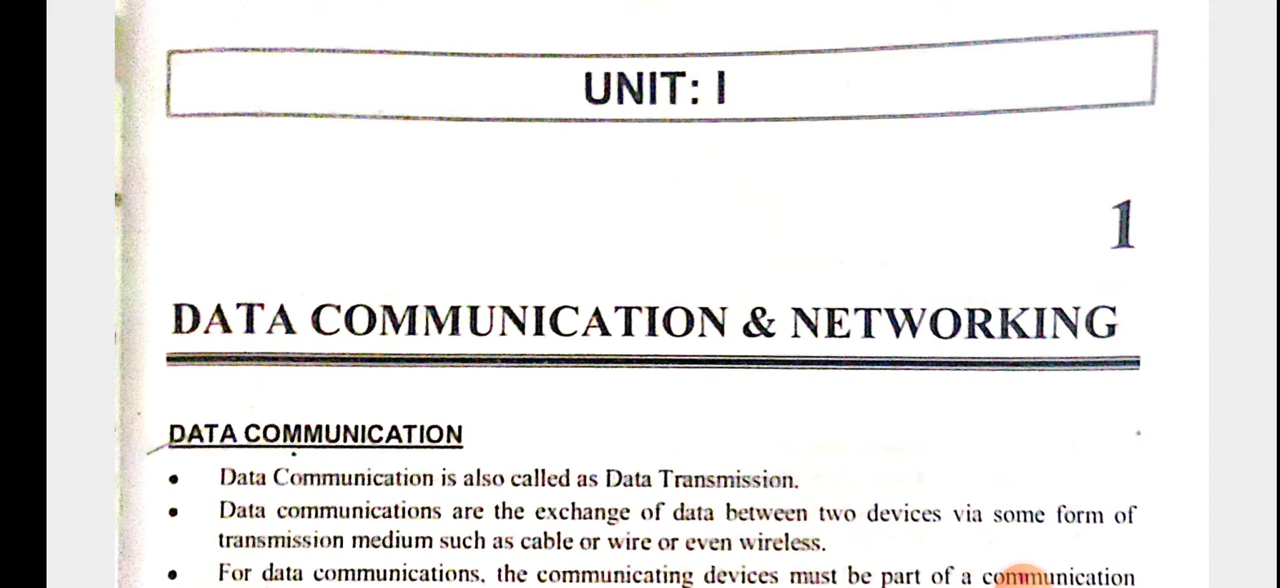 UNIT: I
1
DATA COMMUNICATION & NETWORKING
DATA COMMUNICATION
• Data Communication is also called as Data Transmission.
• Data communications are the exchange of data between two devices via some form of
transmission medium such as cable or wire or even wireless.
• For data communications, the communicating devices must be part of a communication